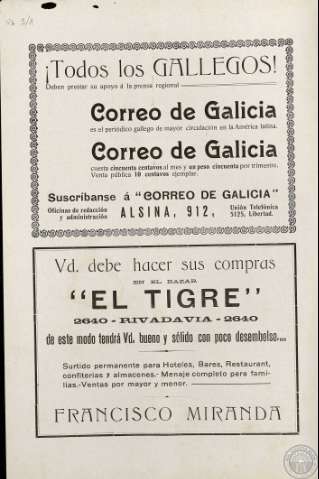 ¡Todos los GALLEGOS!
Deben prestar su apoyo á la prensa regional
Correo de Galicia
es el periódico gallego de mayor circulación en la América latina.
Correo de Galicia
cuesta cincuenta centavos al mes y un peso cincuenta por trimestre.
Venta pública 10 centavos ejemplar.
Suscríbanse á "CORREO DE GALICIA"
Oficinas de redacción y administración ALSINA, 912, Unión Telefónica 5125, Libertad.
Vd. debe hacer sus compras
EN EL BAZAR
"EL TIGRE"
2640 - RIVADAVIA - 2640
de este modo tendrá Vd. bueno y sólido con poco desembolso...
Surtido permanente para Hoteles, Bares, Restaurant,
confiterías y almacenes.- Menaje completo para fami-
lias.-Ventas por mayor y menor.
FRANCISCO MIRANDA